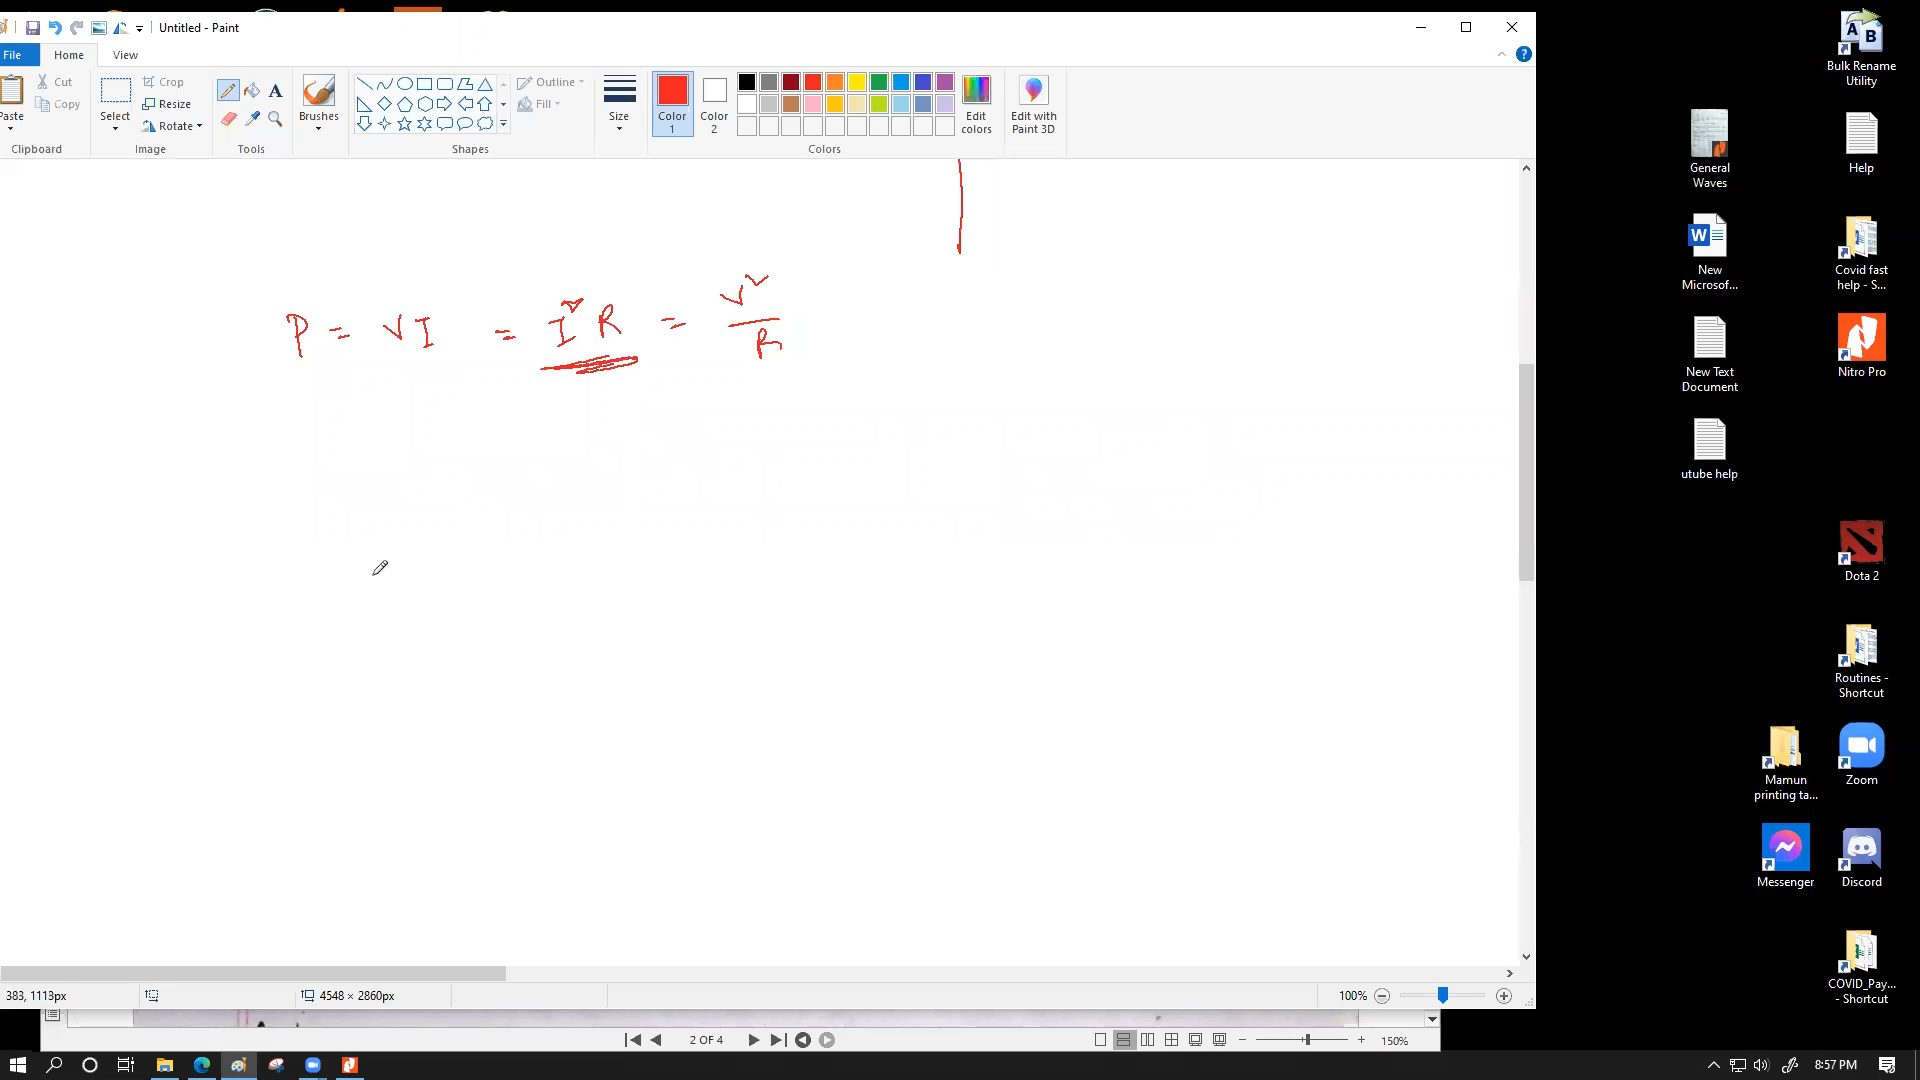 Untitled - Paint
File Home View
Paste
Cut
Copy
Clipboard
Select
Crop
Resize
Rotate
Image
Tools
Brushes
Shapes
Outline
Fill
Size
Color 1
Color 2
Colors
Edit colors
Edit with Paint 3D
P = VI = I² R = V²
R
383, 1113px
4548 × 2860px
100%
2 OF 4
150%
8:57 PM
Bulk Rename Utility
General Waves
Help
New Microsof...
Covid fast help - S...
New Text Document
Nitro Pro
utube help
Dota 2
Routines - Shortcut
Mamun printing ta...
Zoom
Messenger
Discord
COVID_Pay... - Shortcut